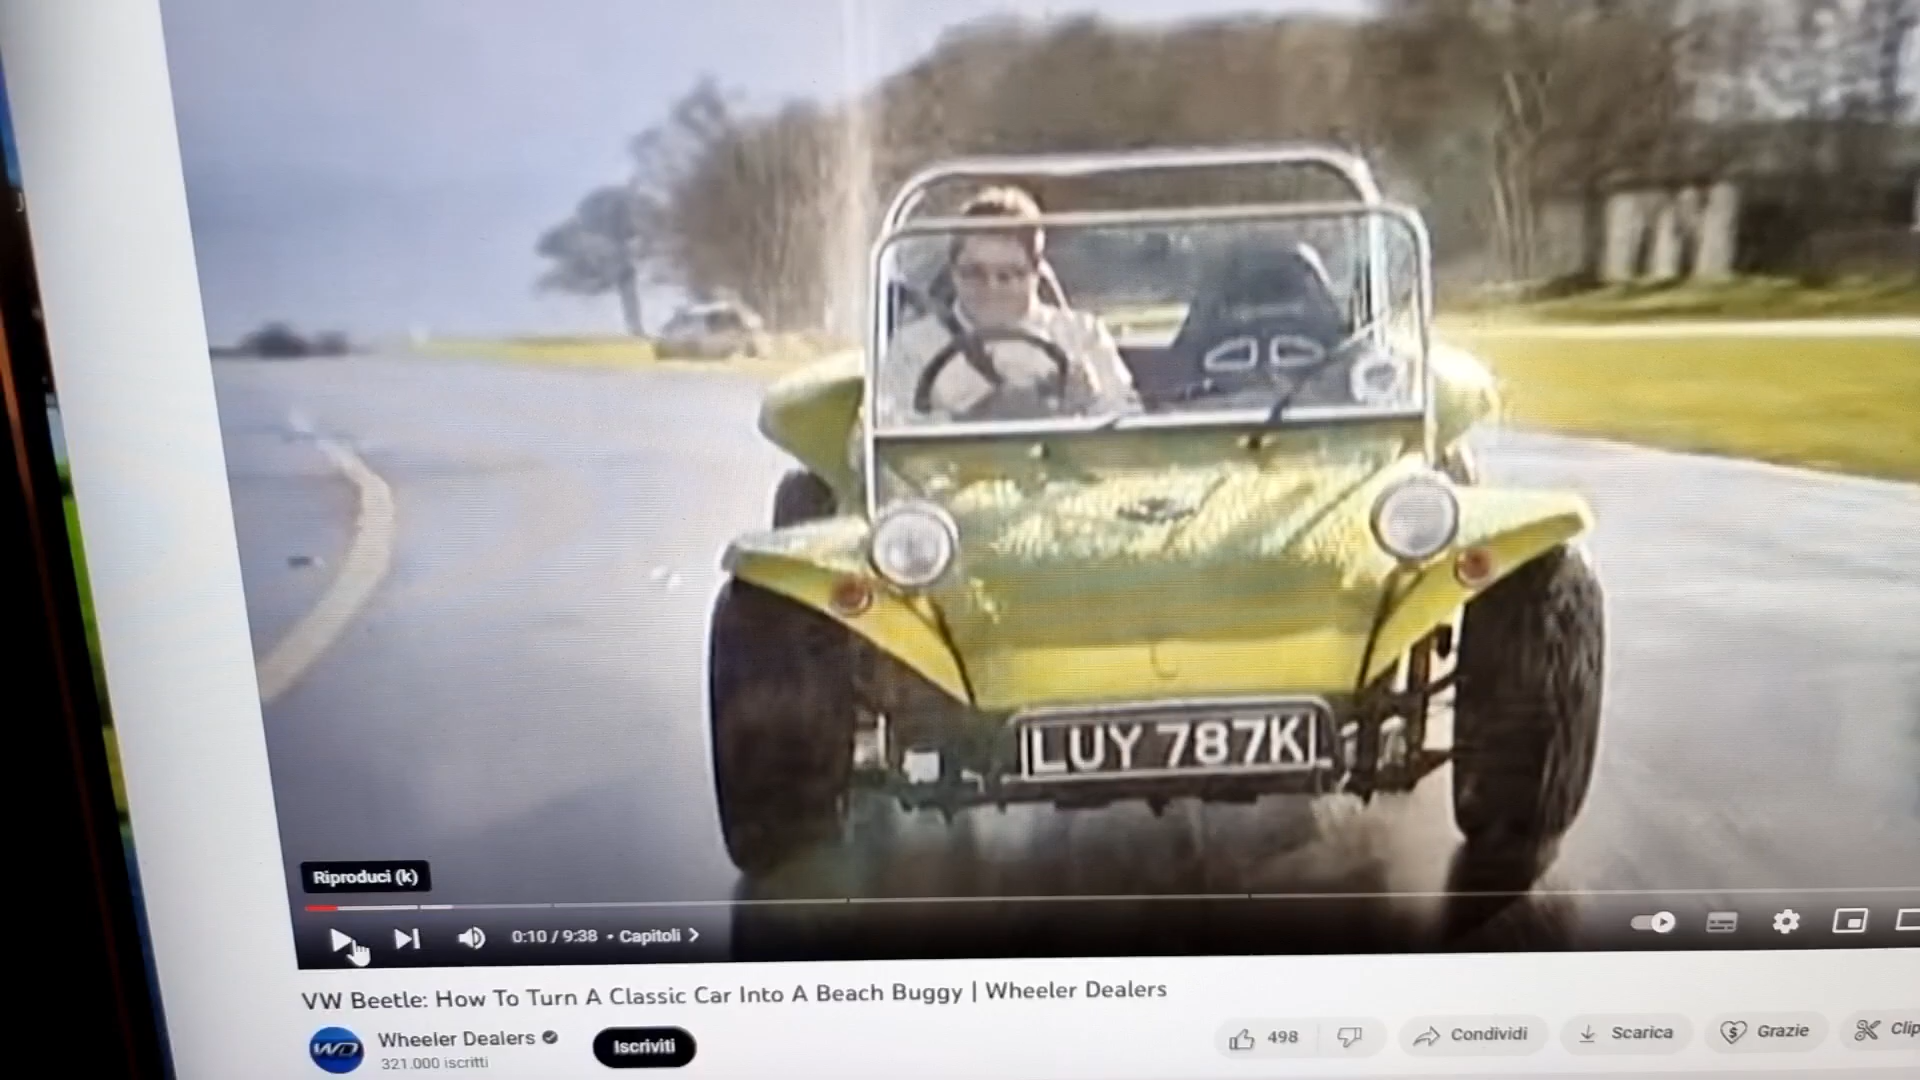 LUY 787K
Riproduci (k)
0:10 / 9:38 • Capitoli
VW Beetle: How To Turn A Classic Car Into A Beach Buggy | Wheeler Dealers
WD
Wheeler Dealers
321.000 iscritti
Iscriviti
498
Condividi
Scarica
Grazie
Clip